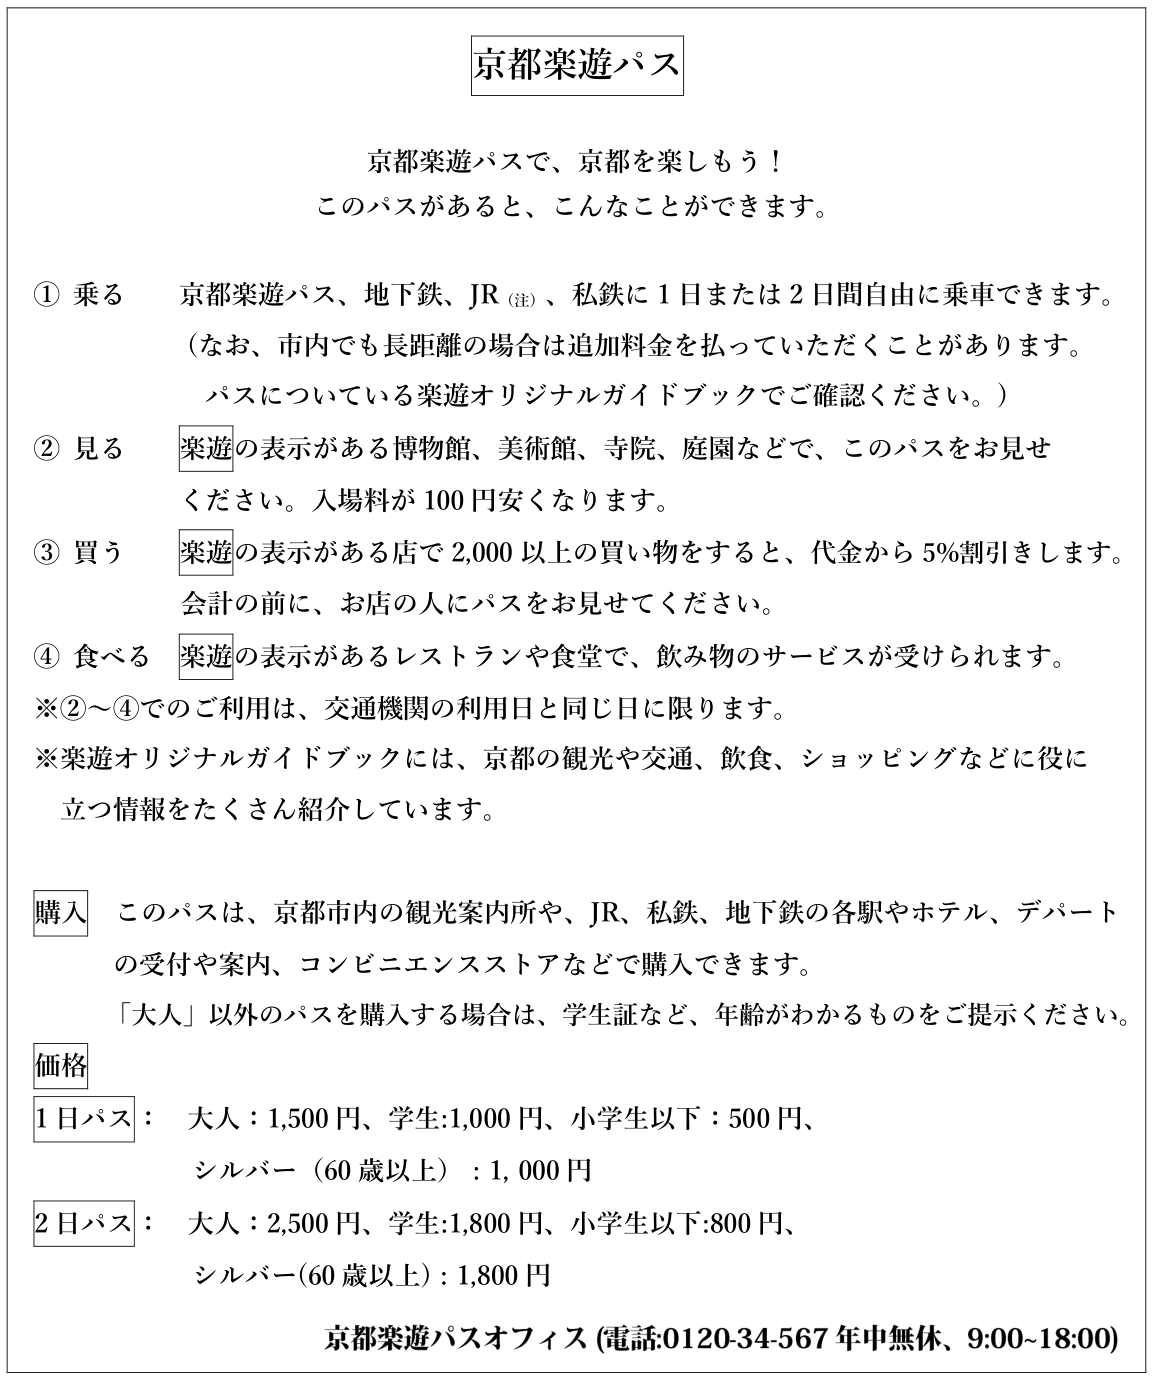 京都楽遊パス
京都楽遊パスで、京都を楽しもう！
このパスがあると、こんなことができます。
① 乗る 京都楽遊パス、地下鉄、JR（注）、私鉄に 1 日または 2 日間自由に乗車できます。
（なお、市内でも長距離の場合は追加料金を払っていただくことがあります。
パスについている楽遊オリジナルガイドブックでご確認ください。）
② 見る 楽遊の表示がある博物館、美術館、寺院、庭園などで、このパスをお見せ
ください。入場料が 100 円安くなります。
③ 買う 楽遊の表示がある店で 2,000 以上の買い物をすると、代金から 5%割引きします。
会計の前に、お店の人にパスをお見せてください。
④ 食べる 楽遊の表示があるレストランや食堂で、飲み物のサービスが受けられます。
※②～④でのご利用は、交通機関の利用日と同じ日に限ります。
※楽遊オリジナルガイドブックには、京都の観光や交通、飲食、ショッピングなどに役に
立つ情報をたくさん紹介しています。
購入 このパスは、京都市内の観光案内所や、JR、私鉄、地下鉄の各駅やホテル、デパート
の受付や案内、コンビニエンスストアなどで購入できます。
「大人」以外のパスを購入する場合は、学生証など、年齢がわかるものをご提示ください。
価格
1 日パス： 大人：1,500 円、学生:1,000 円、小学生以下：500 円、
シルバー（60 歳以上）：1, 000 円
2 日パス： 大人：2,500 円、学生:1,800 円、小学生以下:800 円、
シルバー(60 歳以上)：1,800 円
京都楽遊パスオフィス (電話:0120-34-567 年中無休、9:00~18:00)